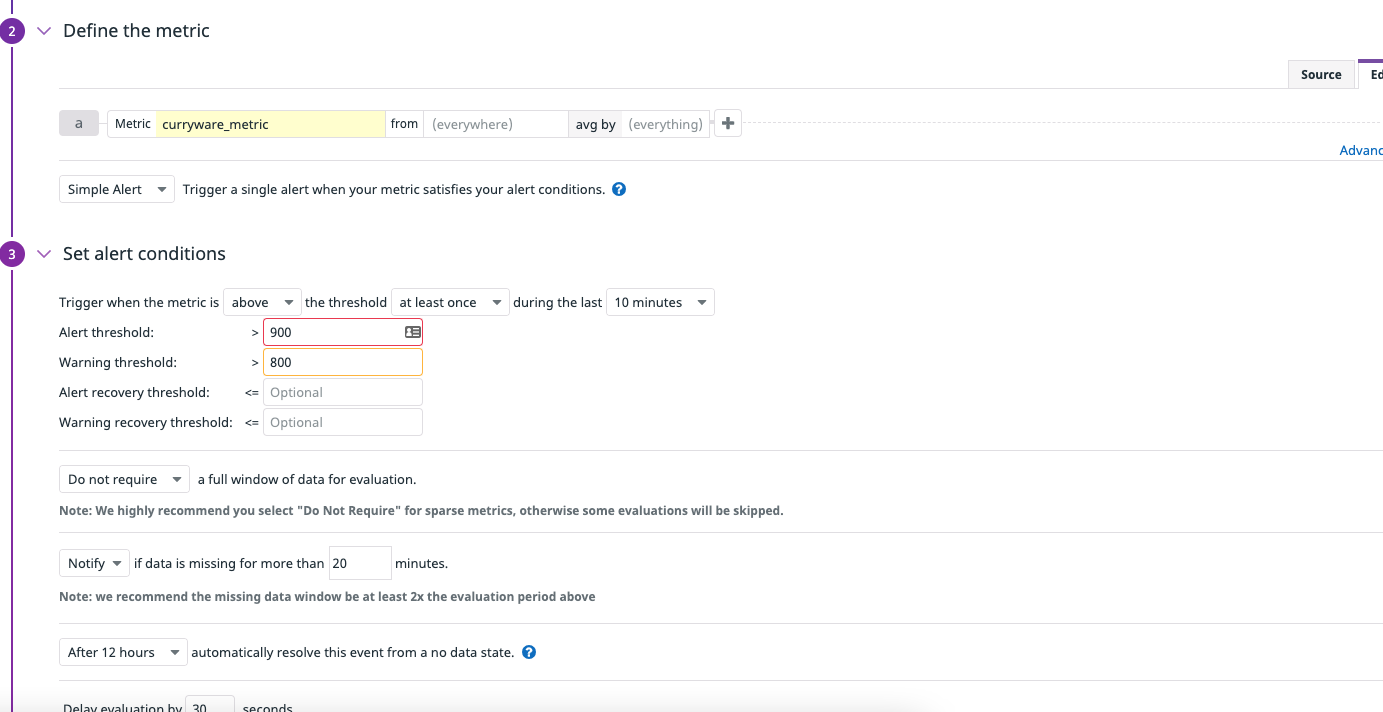 2 Define the metric
Source Ed
a Metric curryware_metric from (everywhere) avg by (everything)
Advanc
Simple Alert Trigger a single alert when your metric satisfies your alert conditions. ?
3 Set alert conditions
Trigger when the metric is above the threshold at least once during the last 10 minutes
Alert threshold: > 900
Warning threshold: > 800
Alert recovery threshold: <= Optional
Warning recovery threshold: <= Optional
Do not require a full window of data for evaluation.
Note: We highly recommend you select "Do Not Require" for sparse metrics, otherwise some evaluations will be skipped.
Notify if data is missing for more than 20 minutes.
Note: we recommend the missing data window be at least 2x the evaluation period above
After 12 hours automatically resolve this event from a no data state. ?
Delay evaluation by 30 seconds